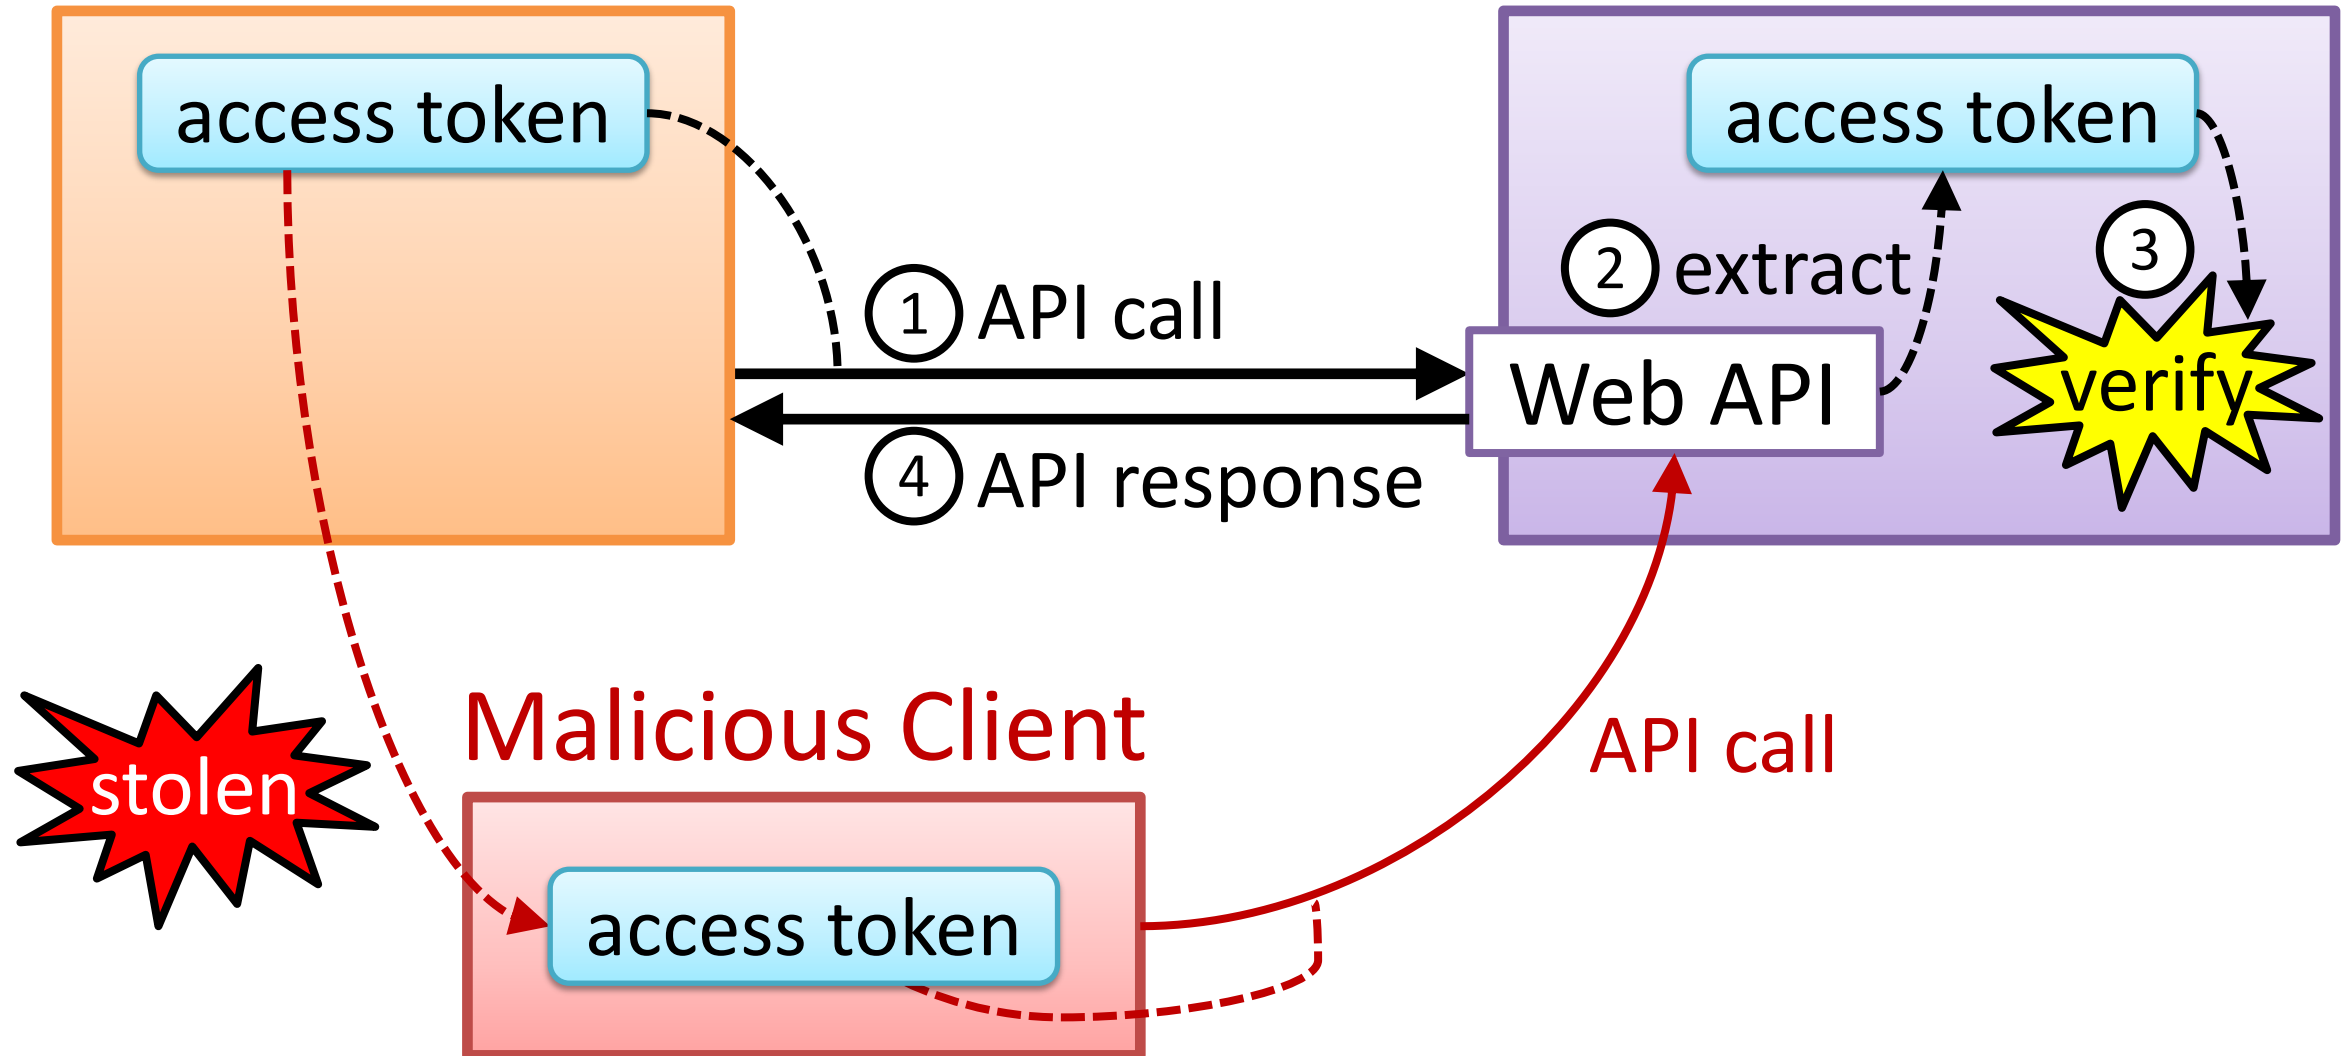 access token
access token
1 API call
2 extract
3
verify
Web API
4 API response
stolen
Malicious Client
API call
access token